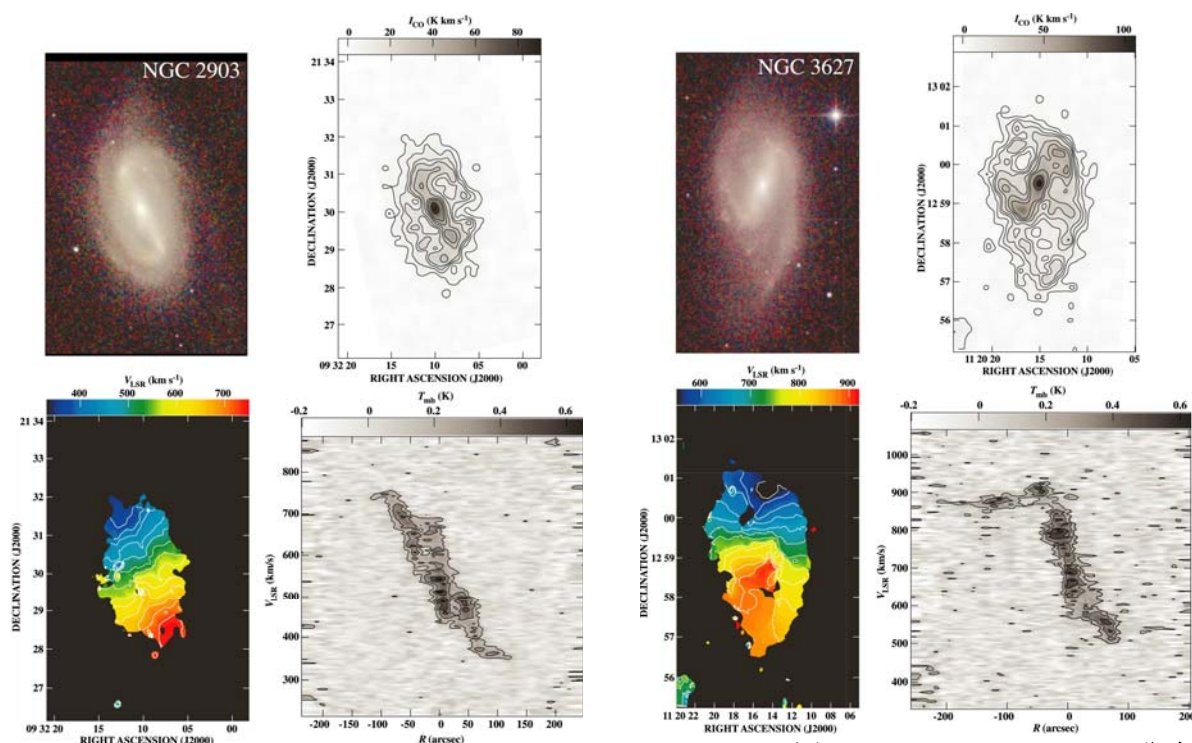 I_CO (K km s⁻¹)
0 20 40 60 80
NGC 2903
21 34
33
32
31
30
29
28
27
DECLINATION (J2000)
09 32 20 15 10 05 00
RIGHT ASCENSION (J2000)
I_CO (K km s⁻¹)
0 50 100
NGC 3627
13 02
01
00
12 59
58
57
56
DECLINATION (J2000)
11 20 20 15 10 05
RIGHT ASCENSION (J2000)
V_LSR (km s⁻¹)
400 500 600 700
21 34
33
32
31
30
29
28
27
DECLINATION (J2000)
09 32 20 15 10 05 00
RIGHT ASCENSION (J2000)
T_mb (K)
-0.2 0 0.2 0.4 0.6
800
700
600
500
400
300
V_LSR (km/s)
-200 -150 -100 -50 0 50 100 150 200
R (arcsec)
V_LSR (km s⁻¹)
600 700 800 900
13 02
01
00
12 59
58
57
56
DECLINATION (J2000)
11 20 22 20 18 16 14 12 10 08 06
RIGHT ASCENSION (J2000)
T_mb (K)
-0.2 0 0.2 0.4 0.6
1000
900
800
700
600
500
400
V_LSR (km/s)
-200 -100 0 100 200
R (arcsec)